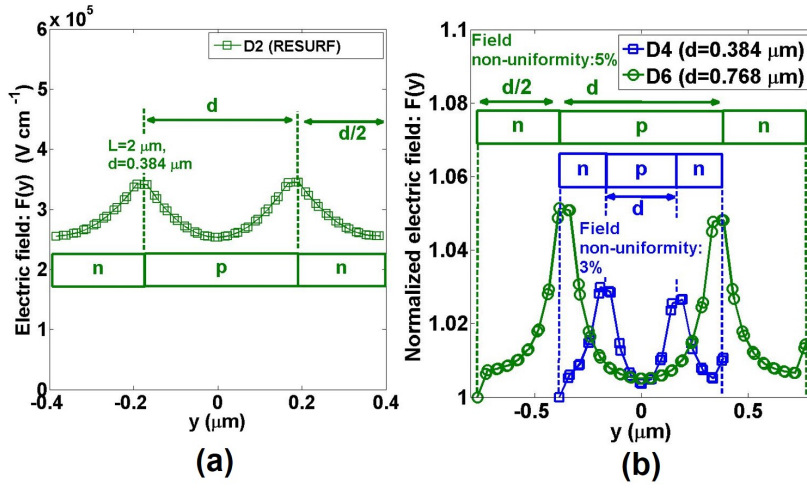 6 × 10⁵
5
4
3
2
1
0
Electric field: F(y) (V cm⁻¹)
D2 (RESURF)
d
d/2
L=2 μm,
d=0.384 μm
n
p
n
-0.4
-0.2
0
0.2
0.4
y (μm)
(a)
1.1
1.08
1.06
1.04
1.02
1
Normalized electric field: F(y)
Field
non-uniformity:5%
D4 (d=0.384 μm)
D6 (d=0.768 μm)
d/2
d
n
p
n
n
p
n
d
Field
non-uniformity:
3%
-0.5
0
0.5
y (μm)
(b)